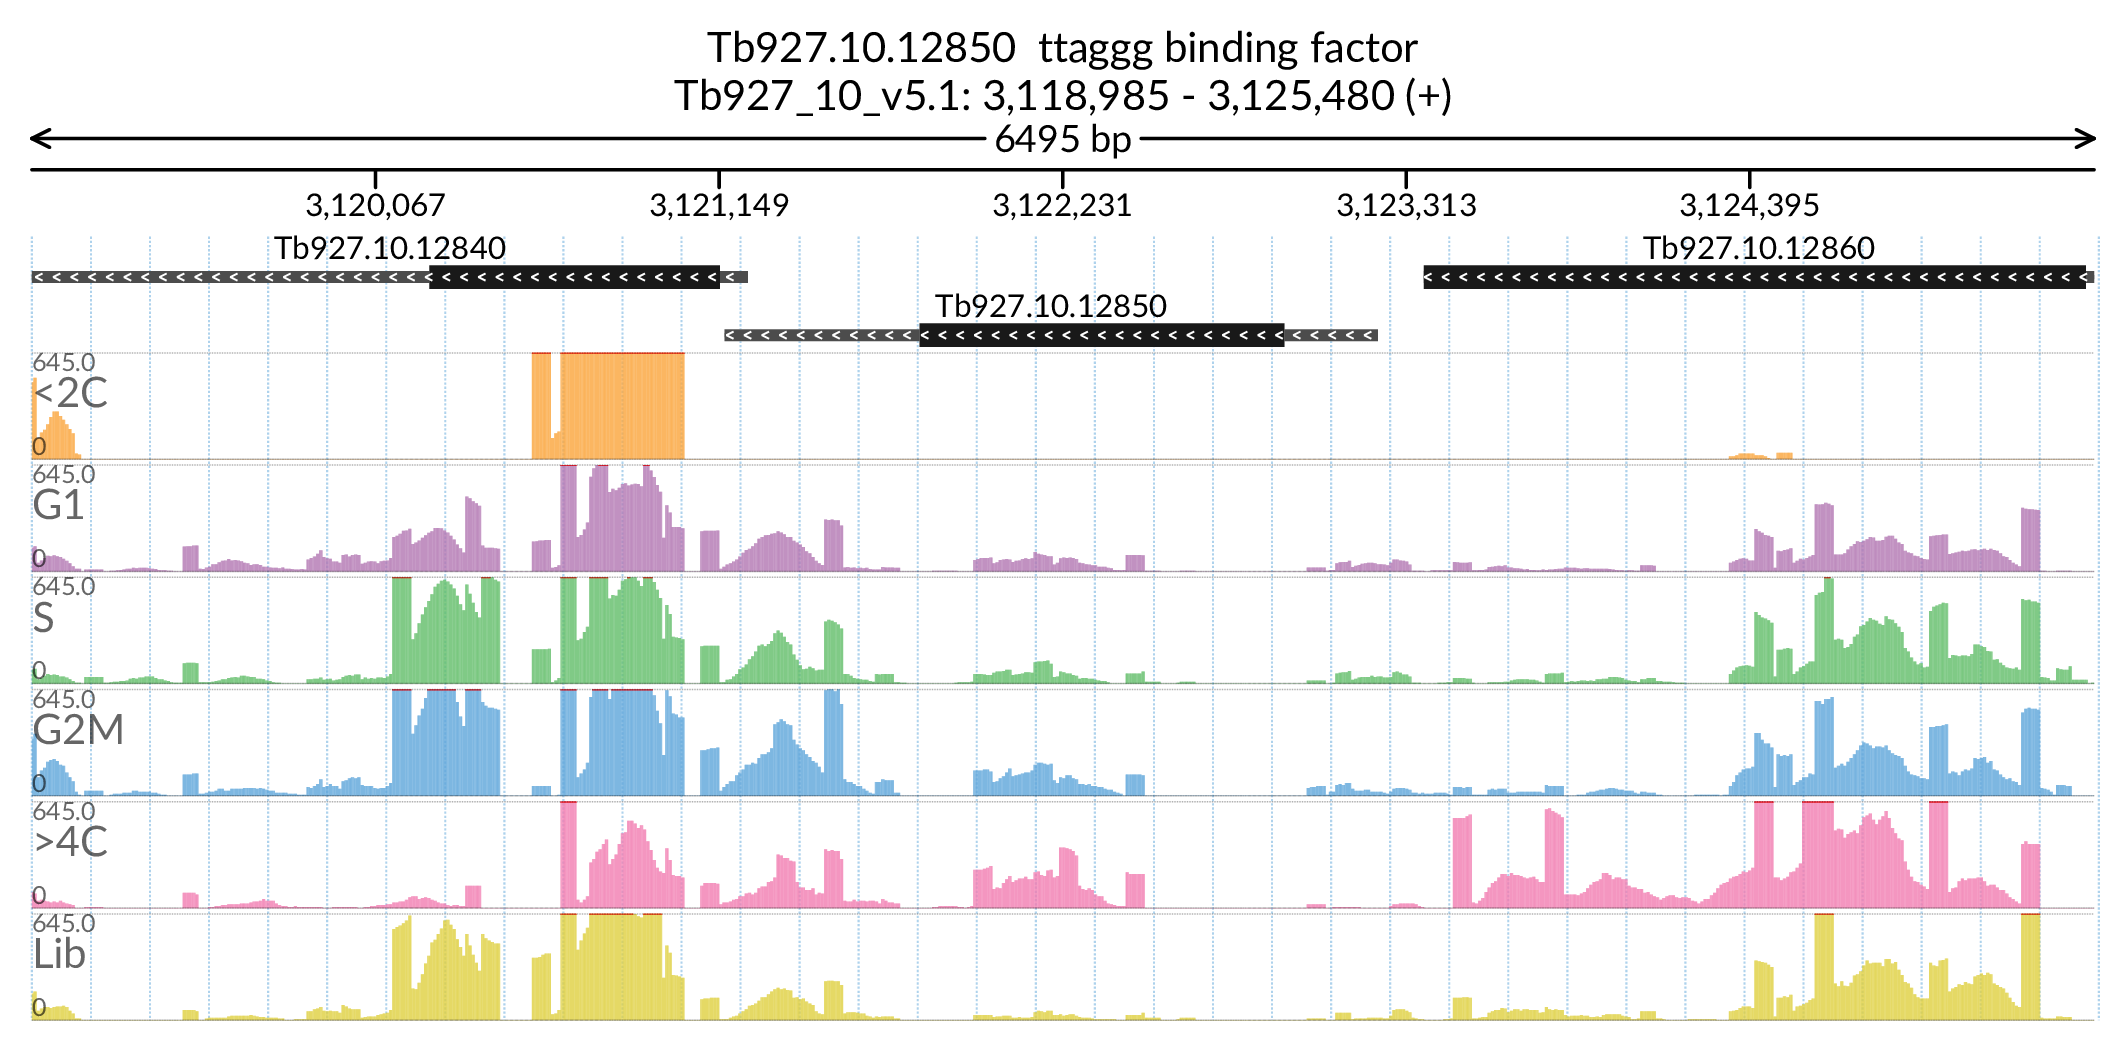 Tb927.10.12850  ttaggg binding factor
Tb927_10_v5.1: 3,118,985 - 3,125,480 (+)
6495 bp
3,120,067 3,121,149 3,122,231 3,123,313 3,124,395
Tb927.10.12840 Tb927.10.12860
Tb927.10.12850
645.0
<2C
0
645.0
G1
0
645.0
S
0
645.0
G2M
0
645.0
>4C
0
645.0
Lib
0